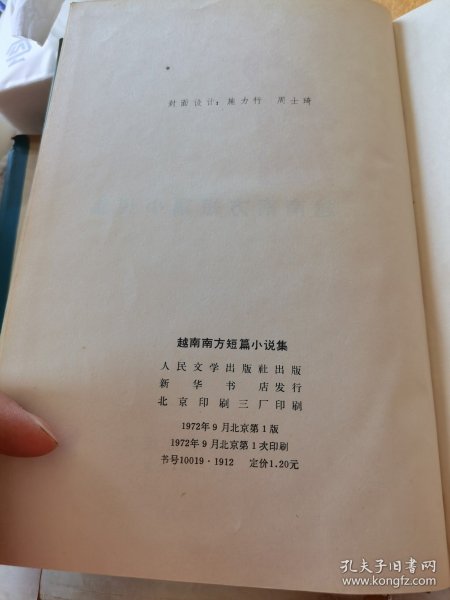 封面设计：施力行 周士琦
越南南方短篇小说集
人民文学出版社出版
新华书店发行
北京印刷三厂印刷
1972年9月北京第1版
1972年9月北京第1次印刷
书号10019·1912 定价1.20元
孔夫子旧书网
www.kongfz.com